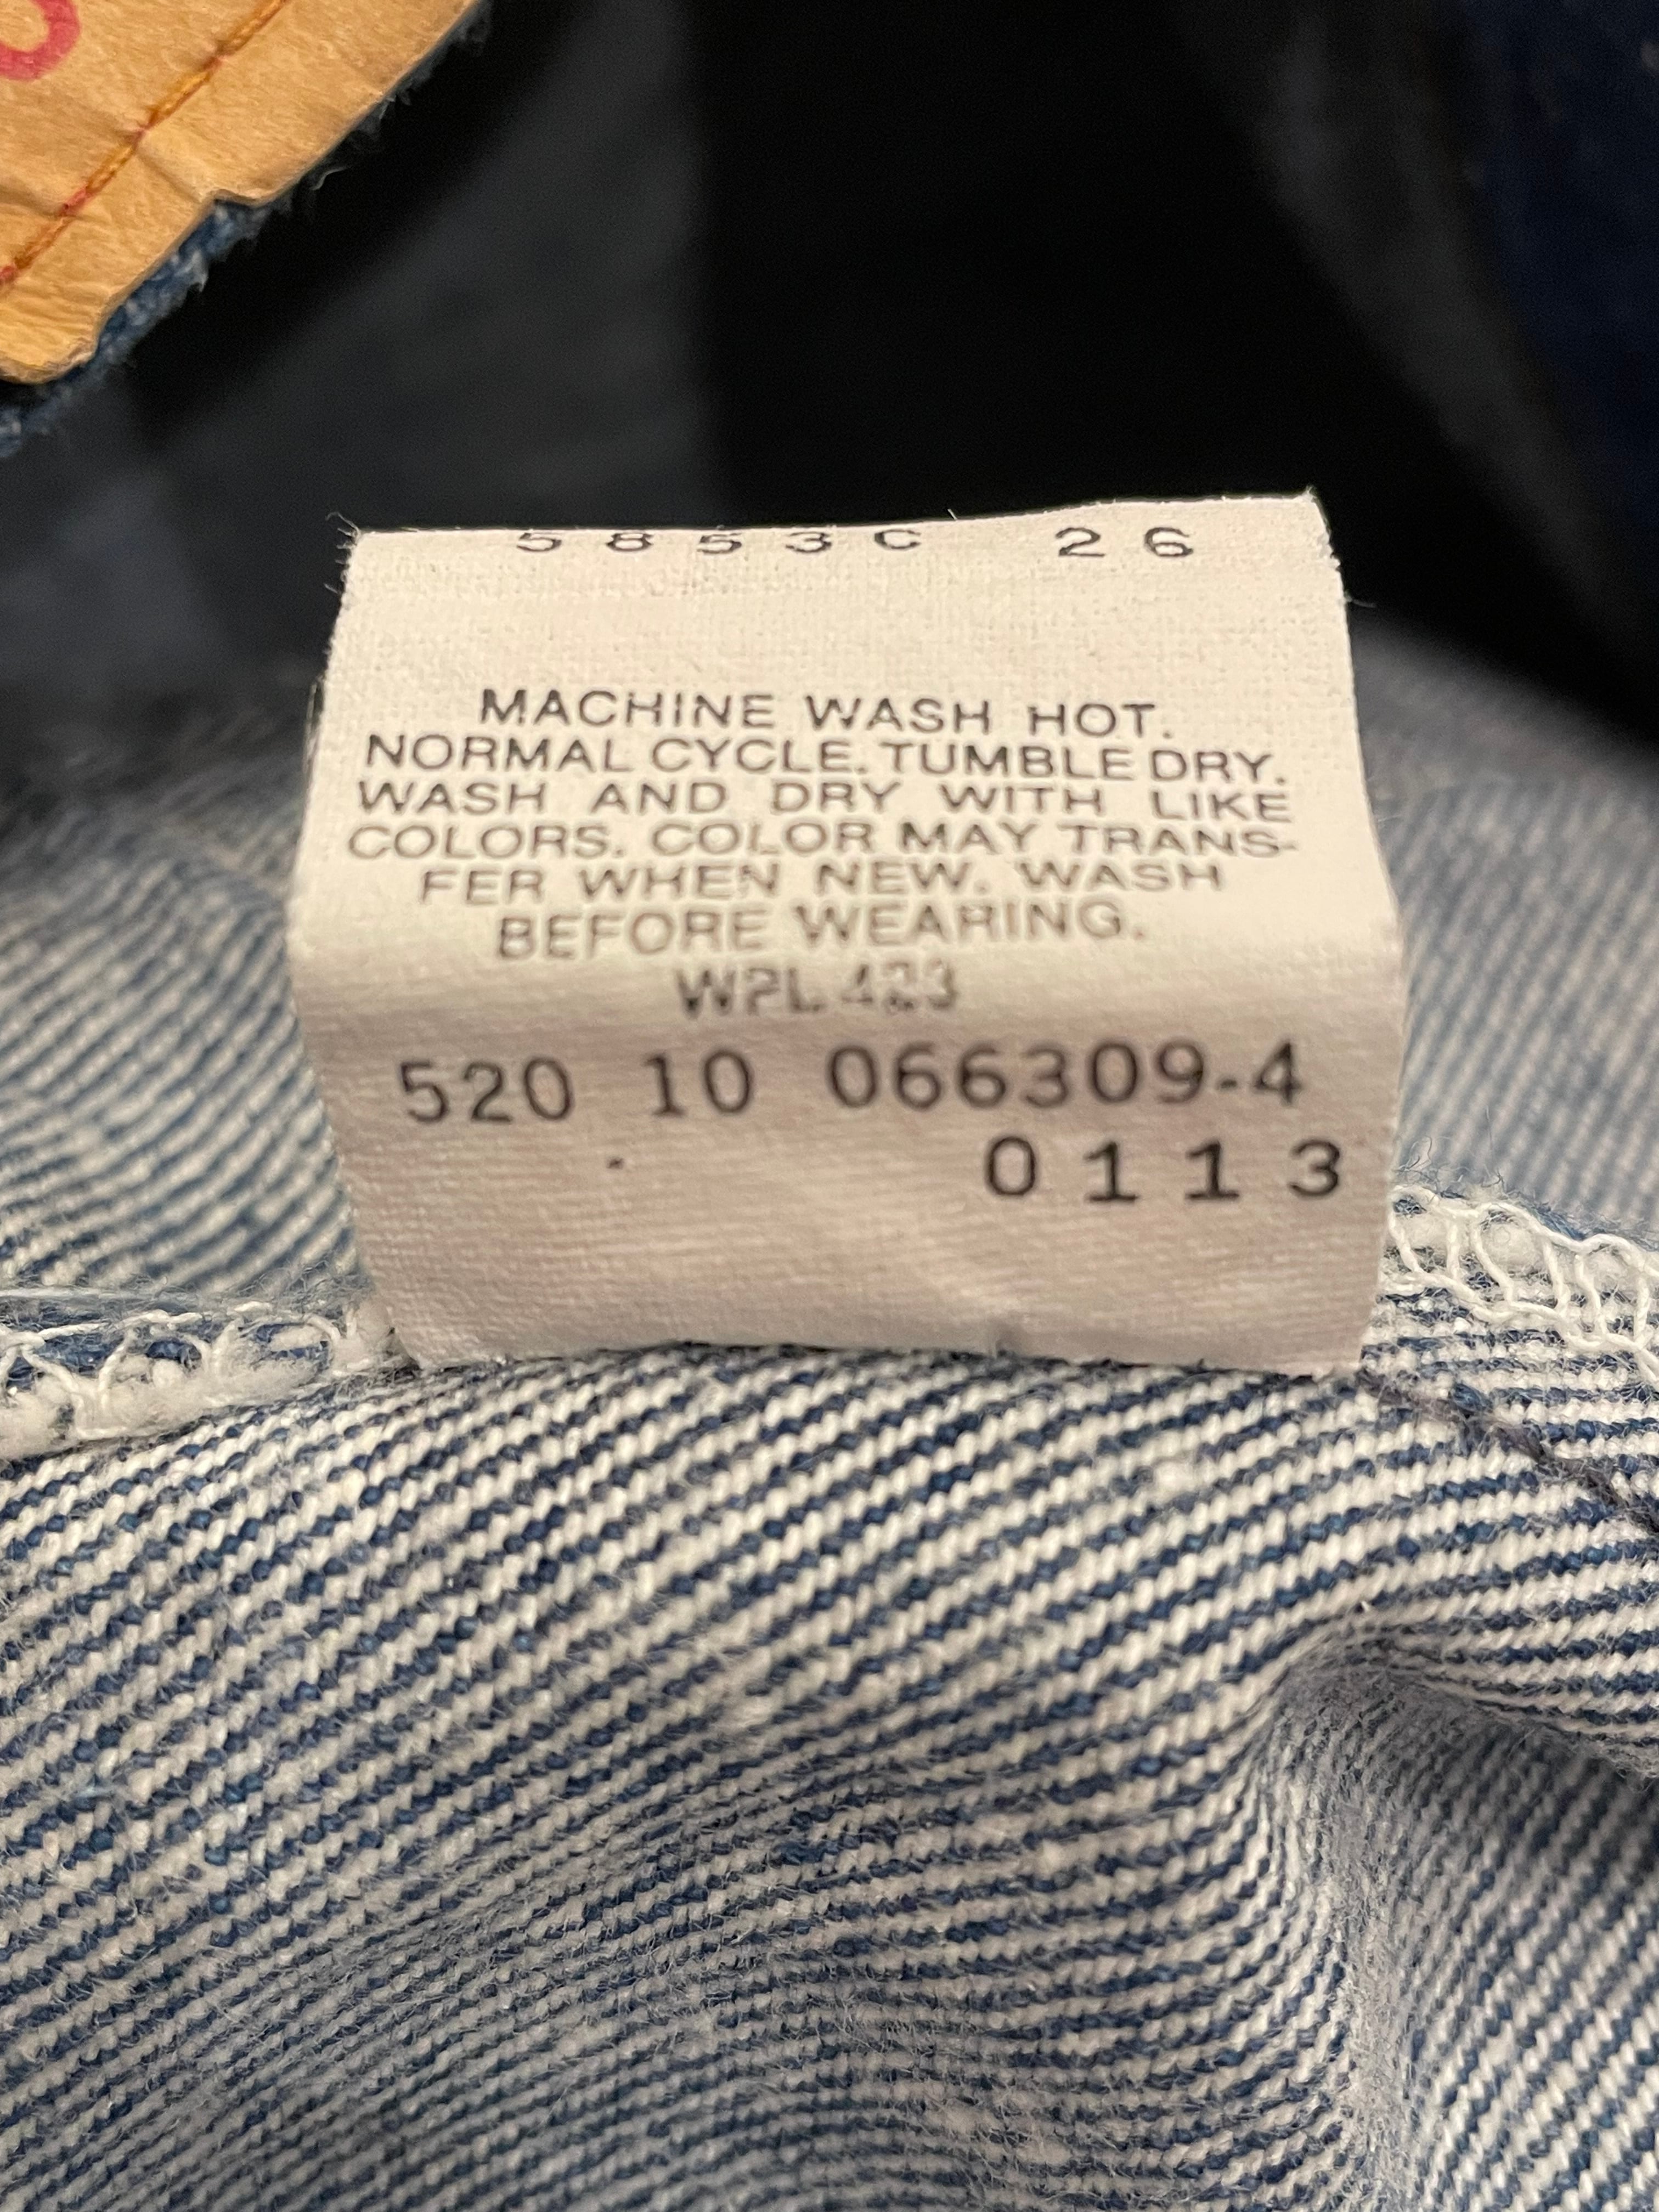 5853C 26
MACHINE WASH HOT.
NORMAL CYCLE. TUMBLE DRY.
WASH AND DRY WITH LIKE
COLORS. COLOR MAY TRANS-
FER WHEN NEW. WASH
BEFORE WEARING.
WPL 423
520 10 066309-4
0113